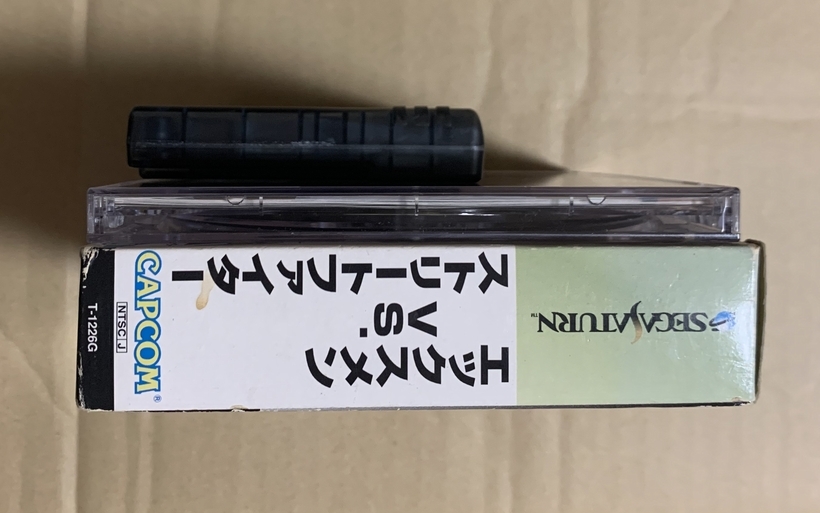 SEGA SATURN™
エックスメン
VS.
ストリートファイター
CAPCOM®
NTSC J
T-1226G